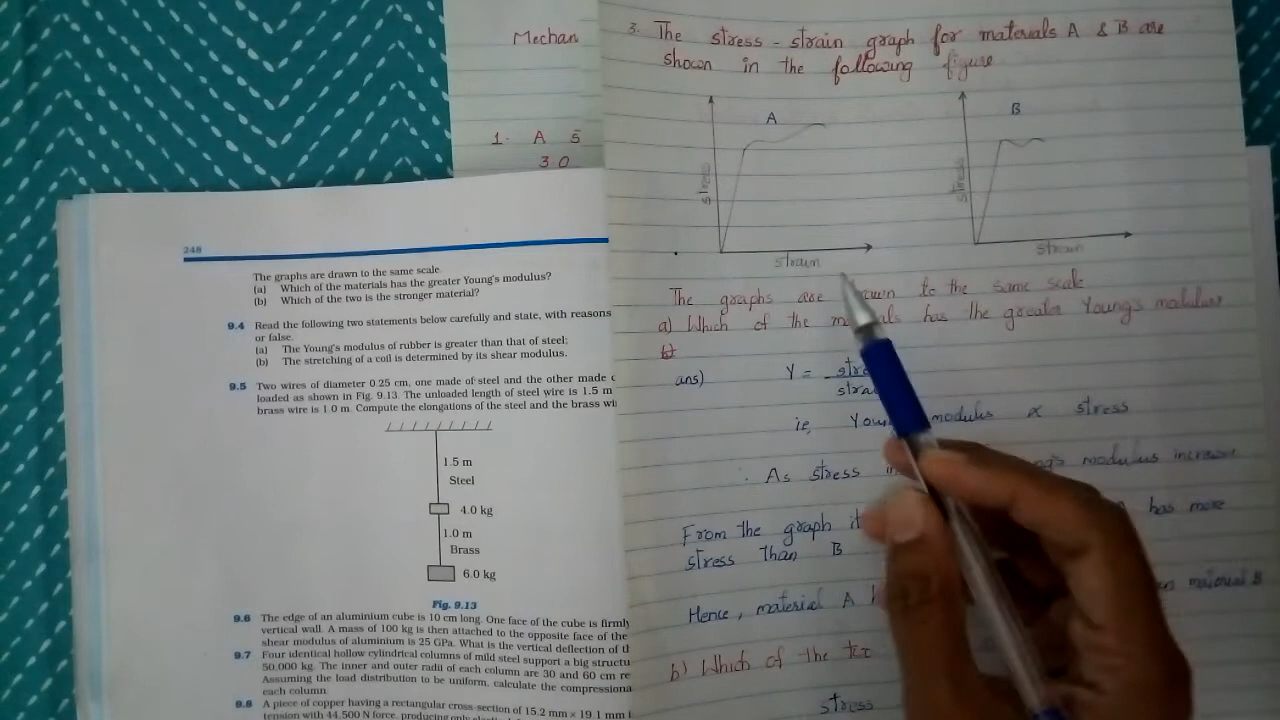 Mechan
1. A s̄
30
248
The graphs are drawn to the same scale.
(a) Which of the materials has the greater Young's modulus?
(b) Which of the two is the stronger material?
9.4 Read the following two statements below carefully and state, with reasons
or false.
(a) The Young's modulus of rubber is greater than that of steel;
(b) The stretching of a coil is determined by its shear modulus.
9.5 Two wires of diameter 0.25 cm, one made of steel and the other made
loaded as shown in Fig. 9.13. The unloaded length of steel wire is 1.5 m
brass wire is 1.0 m. Compute the elongations of the steel and the brass
1.5 m
Steel
4.0 kg
1.0 m
Brass
6.0 kg
Fig. 9.13
9.6 The edge of an aluminium cube is 10 cm long. One face of the cube is firmly
vertical wall. A mass of 100 kg is then attached to the opposite face of the
shear modulus of aluminium is 25 GPa. What is the vertical deflection of
9.7 Four identical hollow cylindrical columns of mild steel support a big
50,000 kg. The inner and outer radii of each column are 30 and 60 cm
Assuming the load distribution to be uniform, calculate the
each column.
9.8 A piece of copper having a rectangular cross-section of 15.2 mm × 19.1 mm
tension with 44,500 N force, producing only
3. The stress - strain graph for materials A & B are
shown in the following figure
A
stress
strain
B
stress
strain
The graphs are to the same scale
a) Which of the has the greater Young's modulus
b)
ans) Y =
ie, modulus ∝ stress
As stress modulus increase
From the graph it has more
stress than B
Hence, material A material B
b) Which of the
stress